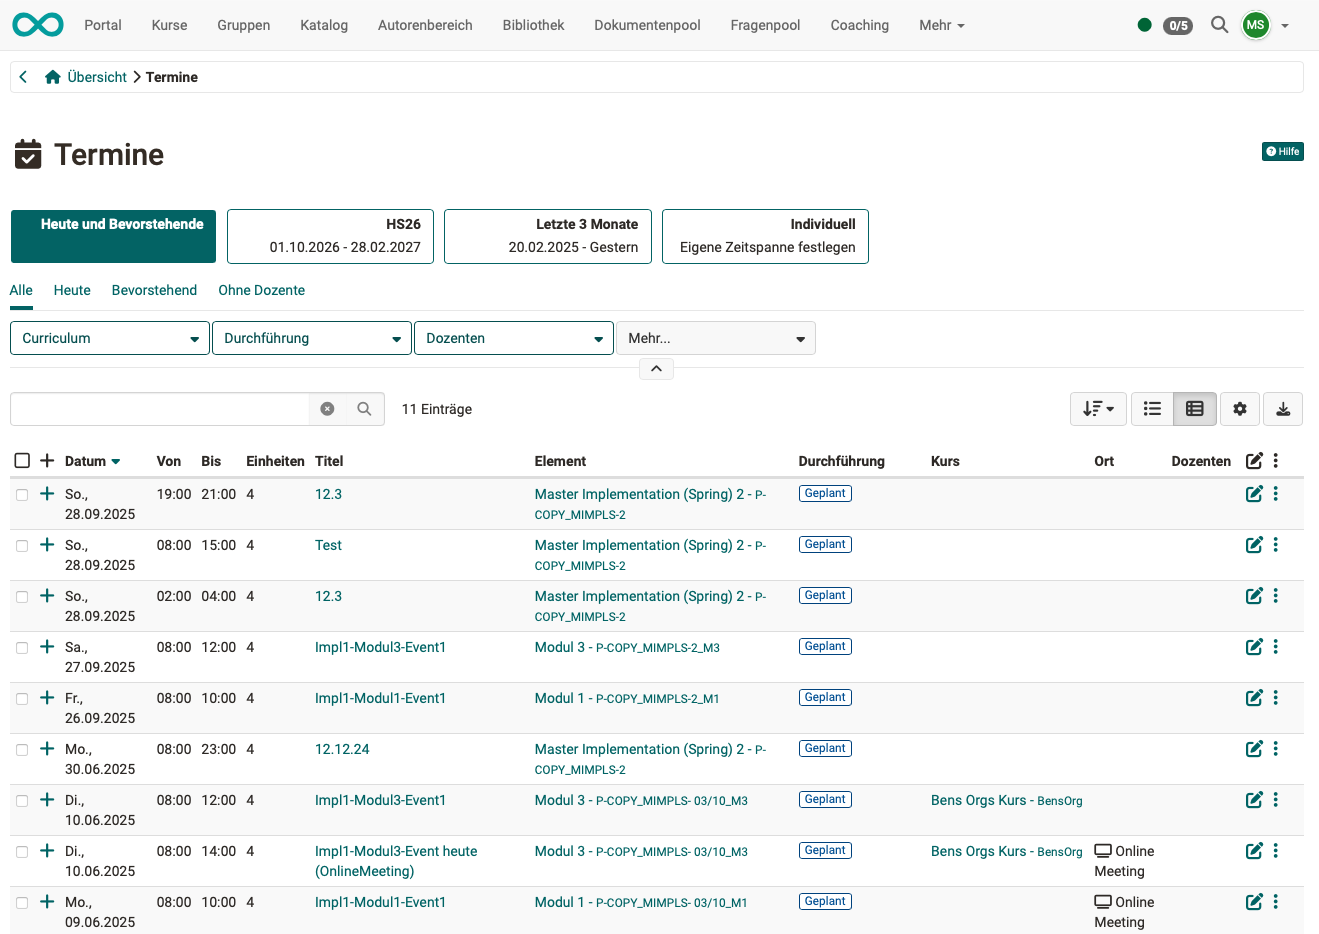 Portal Kurse Gruppen Katalog Autorenbereich Bibliothek Dokumentenpool Fragenpool Coaching Mehr 0/5 MS
Übersicht Termine
Termine
Hilfe
Heute und Bevorstehende
HS26
01.10.2026 - 28.02.2027
Letzte 3 Monate
20.02.2025 - Gestern
Individuell
Eigene Zeitspanne festlegen
Alle Heute Bevorstehend Ohne Dozente
Curriculum Durchführung Dozenten Mehr...
11 Einträge
Datum Von Bis Einheiten Titel Element Durchführung Kurs Ort Dozenten
So., 19:00 21:00 4 12.3 Master Implementation (Spring) 2 - P- Geplant
28.09.2025 COPY_MIMPLS-2
So., 08:00 15:00 4 Test Master Implementation (Spring) 2 - P- Geplant
28.09.2025 COPY_MIMPLS-2
So., 02:00 04:00 4 12.3 Master Implementation (Spring) 2 - P- Geplant
28.09.2025 COPY_MIMPLS-2
Sa., 08:00 12:00 4 Impl1-Modul3-Event1 Modul 3 - P-COPY_MIMPLS-2_M3 Geplant
27.09.2025
Fr., 08:00 10:00 4 Impl1-Modul1-Event1 Modul 1 - P-COPY_MIMPLS-2_M1 Geplant
26.09.2025
Mo., 08:00 23:00 4 12.12.24 Master Implementation (Spring) 2 - P- Geplant
30.06.2025 COPY_MIMPLS-2
Di., 08:00 12:00 4 Impl1-Modul3-Event1 Modul 3 - P-COPY_MIMPLS- 03/10_M3 Geplant Bens Orgs Kurs - BensOrg
10.06.2025
Di., 08:00 14:00 4 Impl1-Modul3-Event heute Modul 3 - P-COPY_MIMPLS- 03/10_M3 Geplant Bens Orgs Kurs - BensOrg Online
10.06.2025 (OnlineMeeting) Meeting
Mo., 08:00 10:00 4 Impl1-Modul1-Event1 Modul 1 - P-COPY_MIMPLS- 03/10_M1 Geplant Online
09.06.2025 Meeting